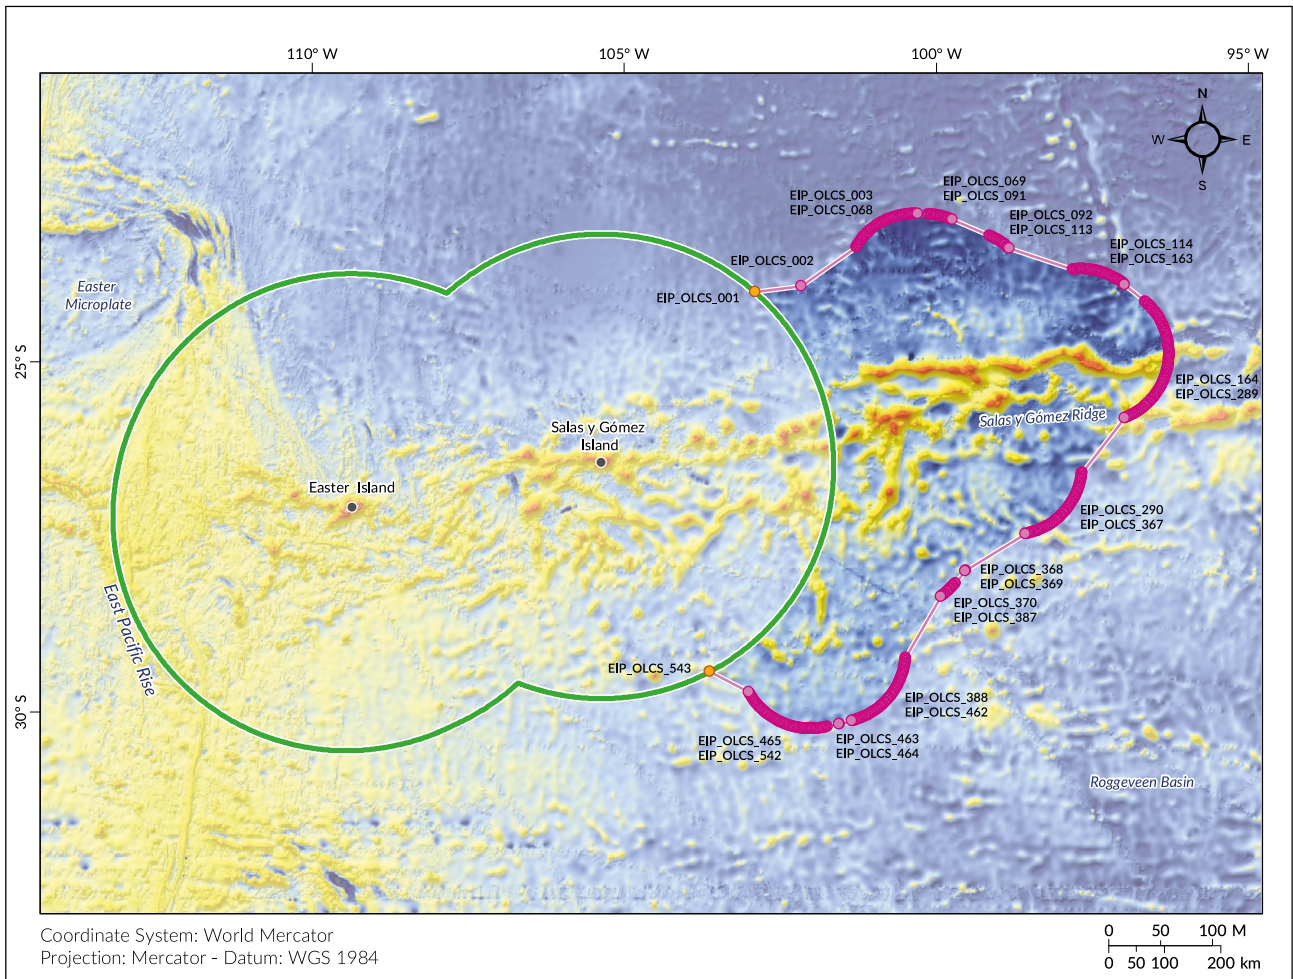 110° W
105° W
100° W
95° W
N
W
E
S
EIP_OLCS_003
EIP_OLCS_068
EIP_OLCS_069
EIP_OLCS_091
EIP_OLCS_092
EIP_OLCS_113
EIP_OLCS_114
EIP_OLCS_163
EIP_OLCS_002
EIP_OLCS_001
Easter
Microplate
25° S
EIP_OLCS_164
EIP_OLCS_289
Salas y Gómez Ridge
Salas y Gómez
Island
Easter Island
EIP_OLCS_290
EIP_OLCS_367
EIP_OLCS_368
EIP_OLCS_369
EIP_OLCS_370
EIP_OLCS_387
East Pacific Rise
EIP_OLCS_543
EIP_OLCS_388
EIP_OLCS_462
30° S
EIP_OLCS_465
EIP_OLCS_542
EIP_OLCS_463
EIP_OLCS_464
Roggeveen Basin
Coordinate System: World Mercator
Projection: Mercator - Datum: WGS 1984
0 50 100 M
0 50 100 200 km